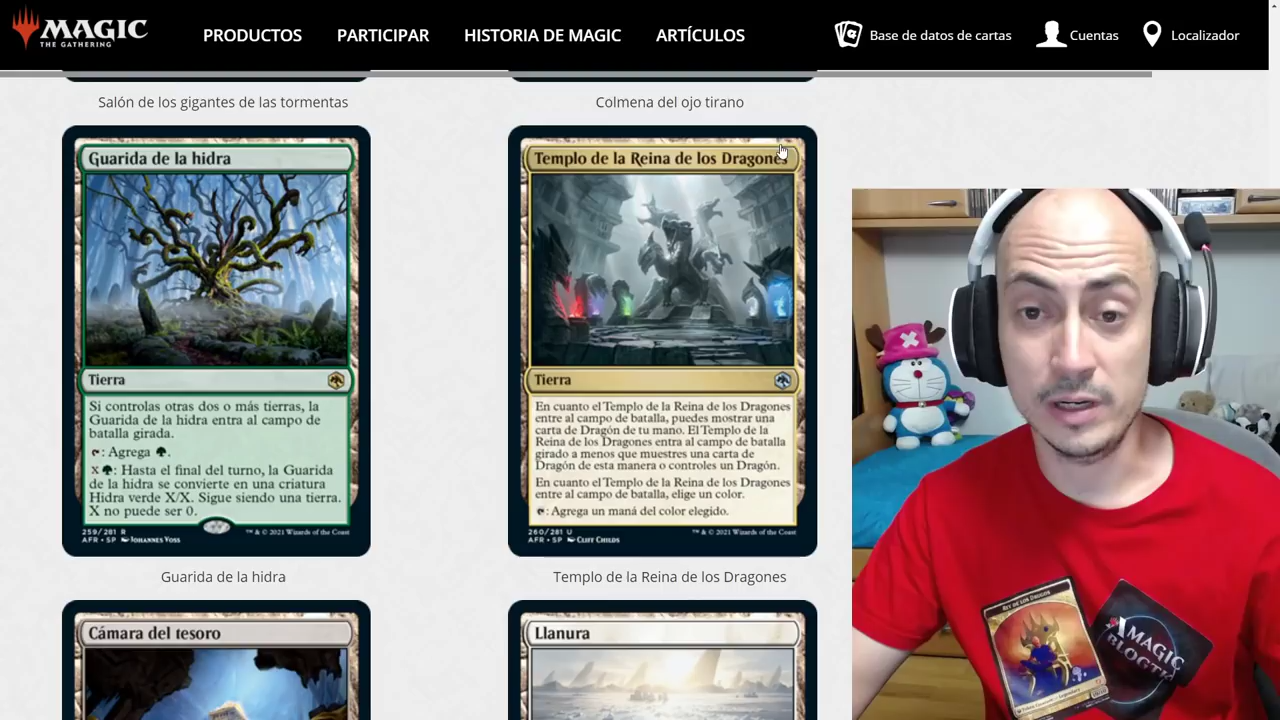 MAGIC
THE GATHERING
PRODUCTOS
PARTICIPAR
HISTORIA DE MAGIC
ARTÍCULOS
Base de datos de cartas
Cuentas
Localizador
Salón de los gigantes de las tormentas
Colmena del ojo tirano
Guarida de la hidra
Tierra
Si controlas otras dos o más tierras, la
Guarida de la hidra entra al campo de
batalla girada.
: Agrega .
X : Hasta el final del turno, la Guarida
de la hidra se convierte en una criatura
Hidra verde X/X. Sigue siendo una tierra.
X no puede ser 0.
259/281 R
AFR • SP JOHANNES VOSS
™ & © 2021 Wizards of the Coast
Guarida de la hidra
Templo de la Reina de los Dragones
Tierra
En cuanto el Templo de la Reina de los Dragones
entre al campo de batalla, puedes mostrar una
carta de Dragón de tu mano. El Templo de la
Reina de los Dragones entra al campo de batalla
girado a menos que muestres una carta de
Dragón de esta manera o controles un Dragón.
En cuanto el Templo de la Reina de los Dragones
entre al campo de batalla, elige un color.
: Agrega un maná del color elegido.
260/281 U
AFR • SP CLIFF CHILDS
™ & © 2021 Wizards of the Coast
Templo de la Reina de los Dragones
Cámara del tesoro
Llanura
REY DE LOS DRAGOS
MAGIC
BLOGTK